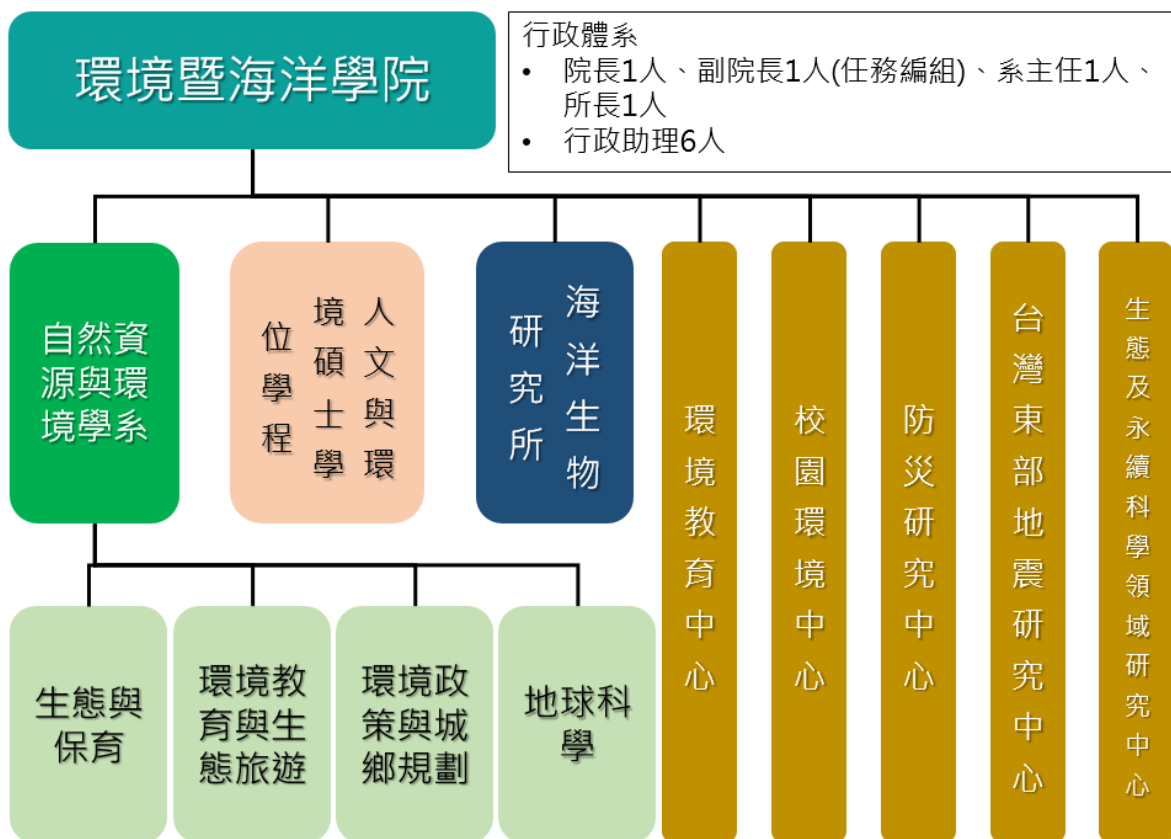 環境暨海洋學院
行政體系
• 院長1人、副院長1人(任務編組)、系主任1人、
所長1人
• 行政助理6人
自然資
源與環
境學系
人文與環
境碩士學
位學程
海洋生物
研究所
環境教育中心
校園環境中心
防災研究中心
台灣東部地震研究中心
生態及永續科學領域研究中心
生態與
保育
環境教
育與生
態旅遊
環境政
策與城
鄉規劃
地球科
學